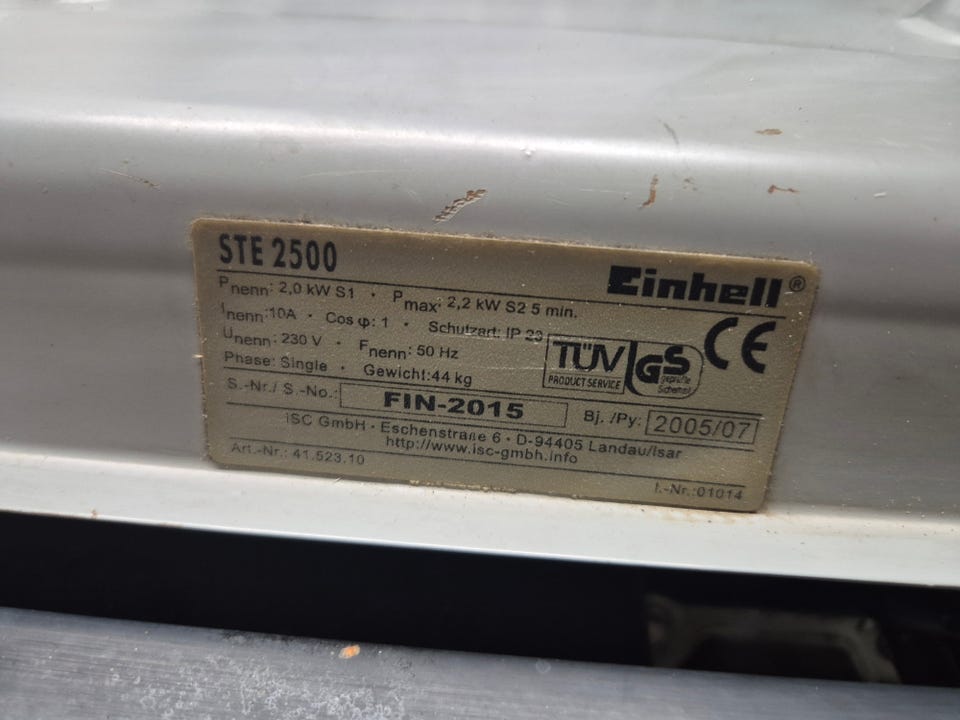 STE 2500
Einhell®
Pnenn: 2,0 kW S1 · Pmax: 2,2 kW S2 5 min.
Inenn: 10A · Cos φ: 1 · Schutzart: IP 23
Unenn: 230 V · Fnenn: 50 Hz
Phase: Single · Gewicht: 44 kg
TÜV
PRODUCT SERVICE
GS
geprüfte
Sicherheit
CE
S.-Nr./ S.-No.: FIN-2015 Bj. /Py: 2005/07
ISC GmbH · Eschenstraße 6 · D-94405 Landau/Isar
http://www.isc-gmbh.info
Art.-Nr.: 41.523.10 I.-Nr.:01014